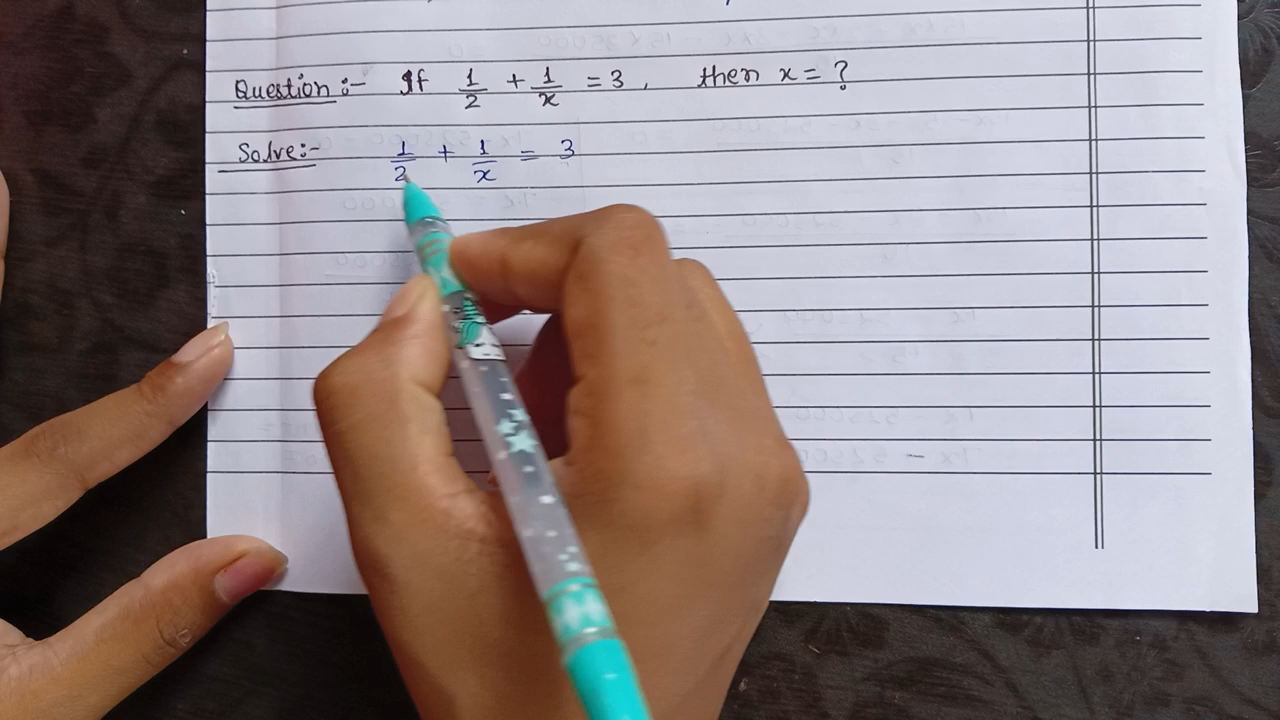 Question :- If 1/2 + 1/x = 3, then x = ?
Solve:- 1/2 + 1/x = 3